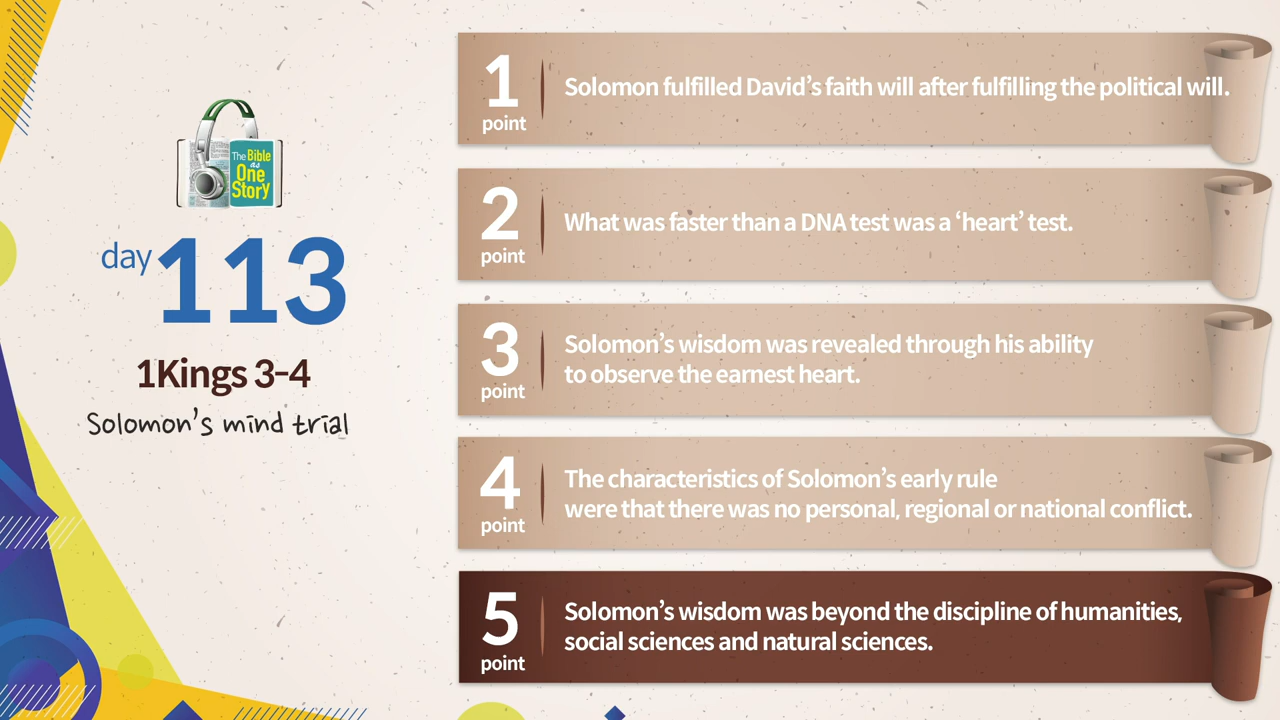 The Bible
as
One
Story
day 113
1Kings 3-4
Solomon's mind trial
1
point
Solomon fulfilled David's faith will after fulfilling the political will.
2
point
What was faster than a DNA test was a ‘heart’ test.
3
point
Solomon's wisdom was revealed through his ability
to observe the earnest heart.
4
point
The characteristics of Solomon's early rule
were that there was no personal, regional or national conflict.
5
point
Solomon's wisdom was beyond the discipline of humanities,
social sciences and natural sciences.